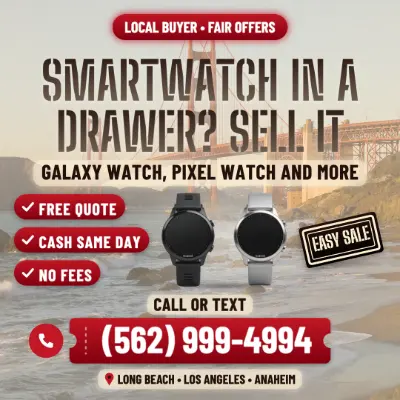 LOCAL BUYER • FAIR OFFERS
SMARTWATCH IN A
DRAWER? SELL IT
GALAXY WATCH, PIXEL WATCH AND MORE
FREE QUOTE
CASH SAME DAY
NO FEES
EASY SALE
CALL OR TEXT
(562) 999-4994
LONG BEACH • LOS ANGELES • ANAHEIM